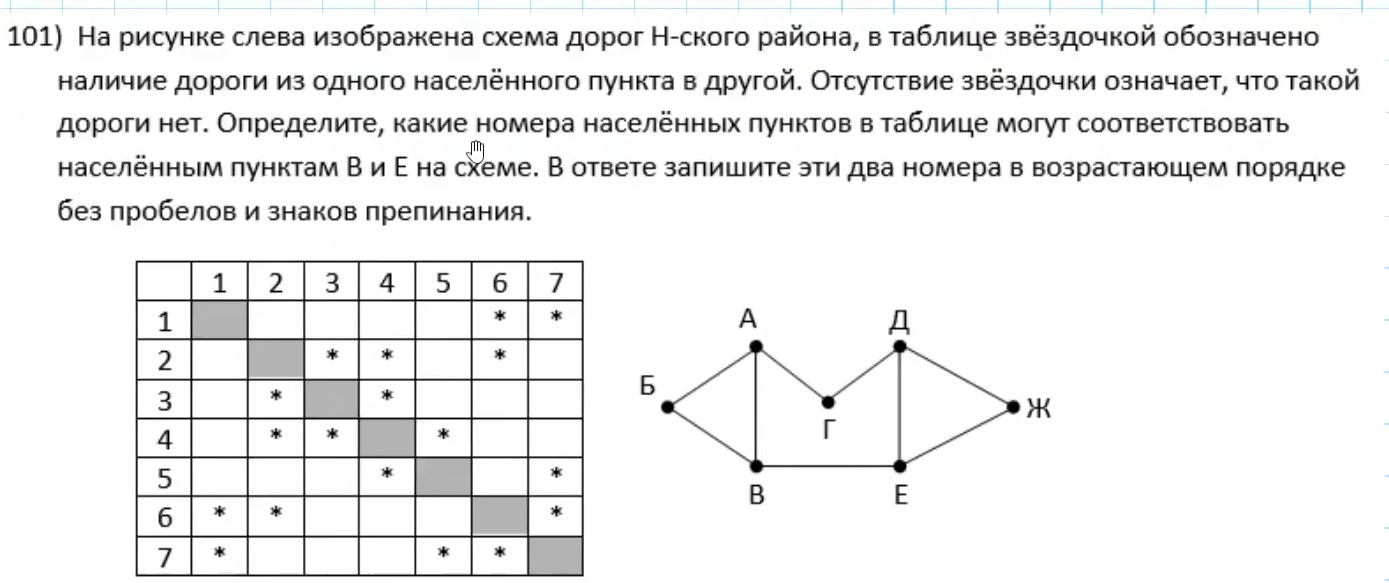 101) На рисунке слева изображена схема дорог Н-ского района, в таблице звёздочкой обозначено
наличие дороги из одного населённого пункта в другой. Отсутствие звёздочки означает, что такой
дороги нет. Определите, какие номера населённых пунктов в таблице могут соответствовать
населённым пунктам В и Е на схеме. В ответе запишите эти два номера в возрастающем порядке
без пробелов и знаков препинания.
1 2 3 4 5 6 7
1 * *
2 * * *
3 * *
4 * * *
5 * *
6 * * *
7 * * *
А Д
Б
Ж
Г
В Е